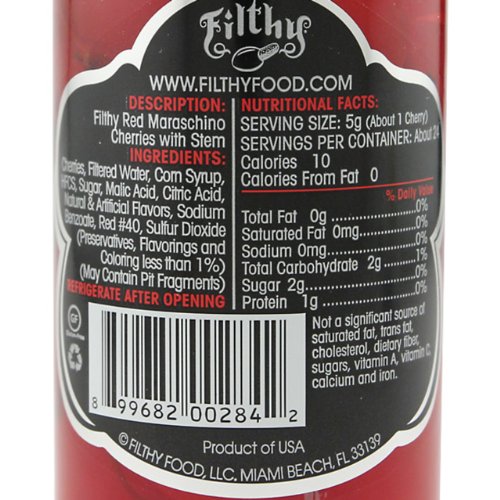 Filthy
WWW.FILTHYFOOD.COM
DESCRIPTION:
Filthy Red Maraschino
Cherries with Stem
INGREDIENTS:
Cherries, Filtered Water, Corn Syrup,
HFCS, Sugar, Malic Acid, Citric Acid,
Natural & Artificial Flavors, Sodium
Benzoate, Red #40, Sulfur Dioxide
(Preservatives, Flavorings and
Coloring less than 1%)
(May Contain Pit Fragments)
REFRIGERATE AFTER OPENING
NUTRITIONAL FACTS:
SERVING SIZE: 5g (About 1 Cherry)
SERVINGS PER CONTAINER: About 24
Calories 10
Calories From Fat 0
% Daily Value
Total Fat 0g 0%
Saturated Fat 0mg 0%
Sodium 0mg 0%
Total Carbohydrate 2g 1%
Sugar 2g 0%
Protein 1g 0%
Not a significant source of
saturated fat, trans fat,
cholesterol, dietary fiber,
sugars, vitamin A, vitamin C,
calcium and iron.
GF
8 99682 00284 2
Product of USA
© FILTHY FOOD, LLC. MIAMI BEACH, FL 33139